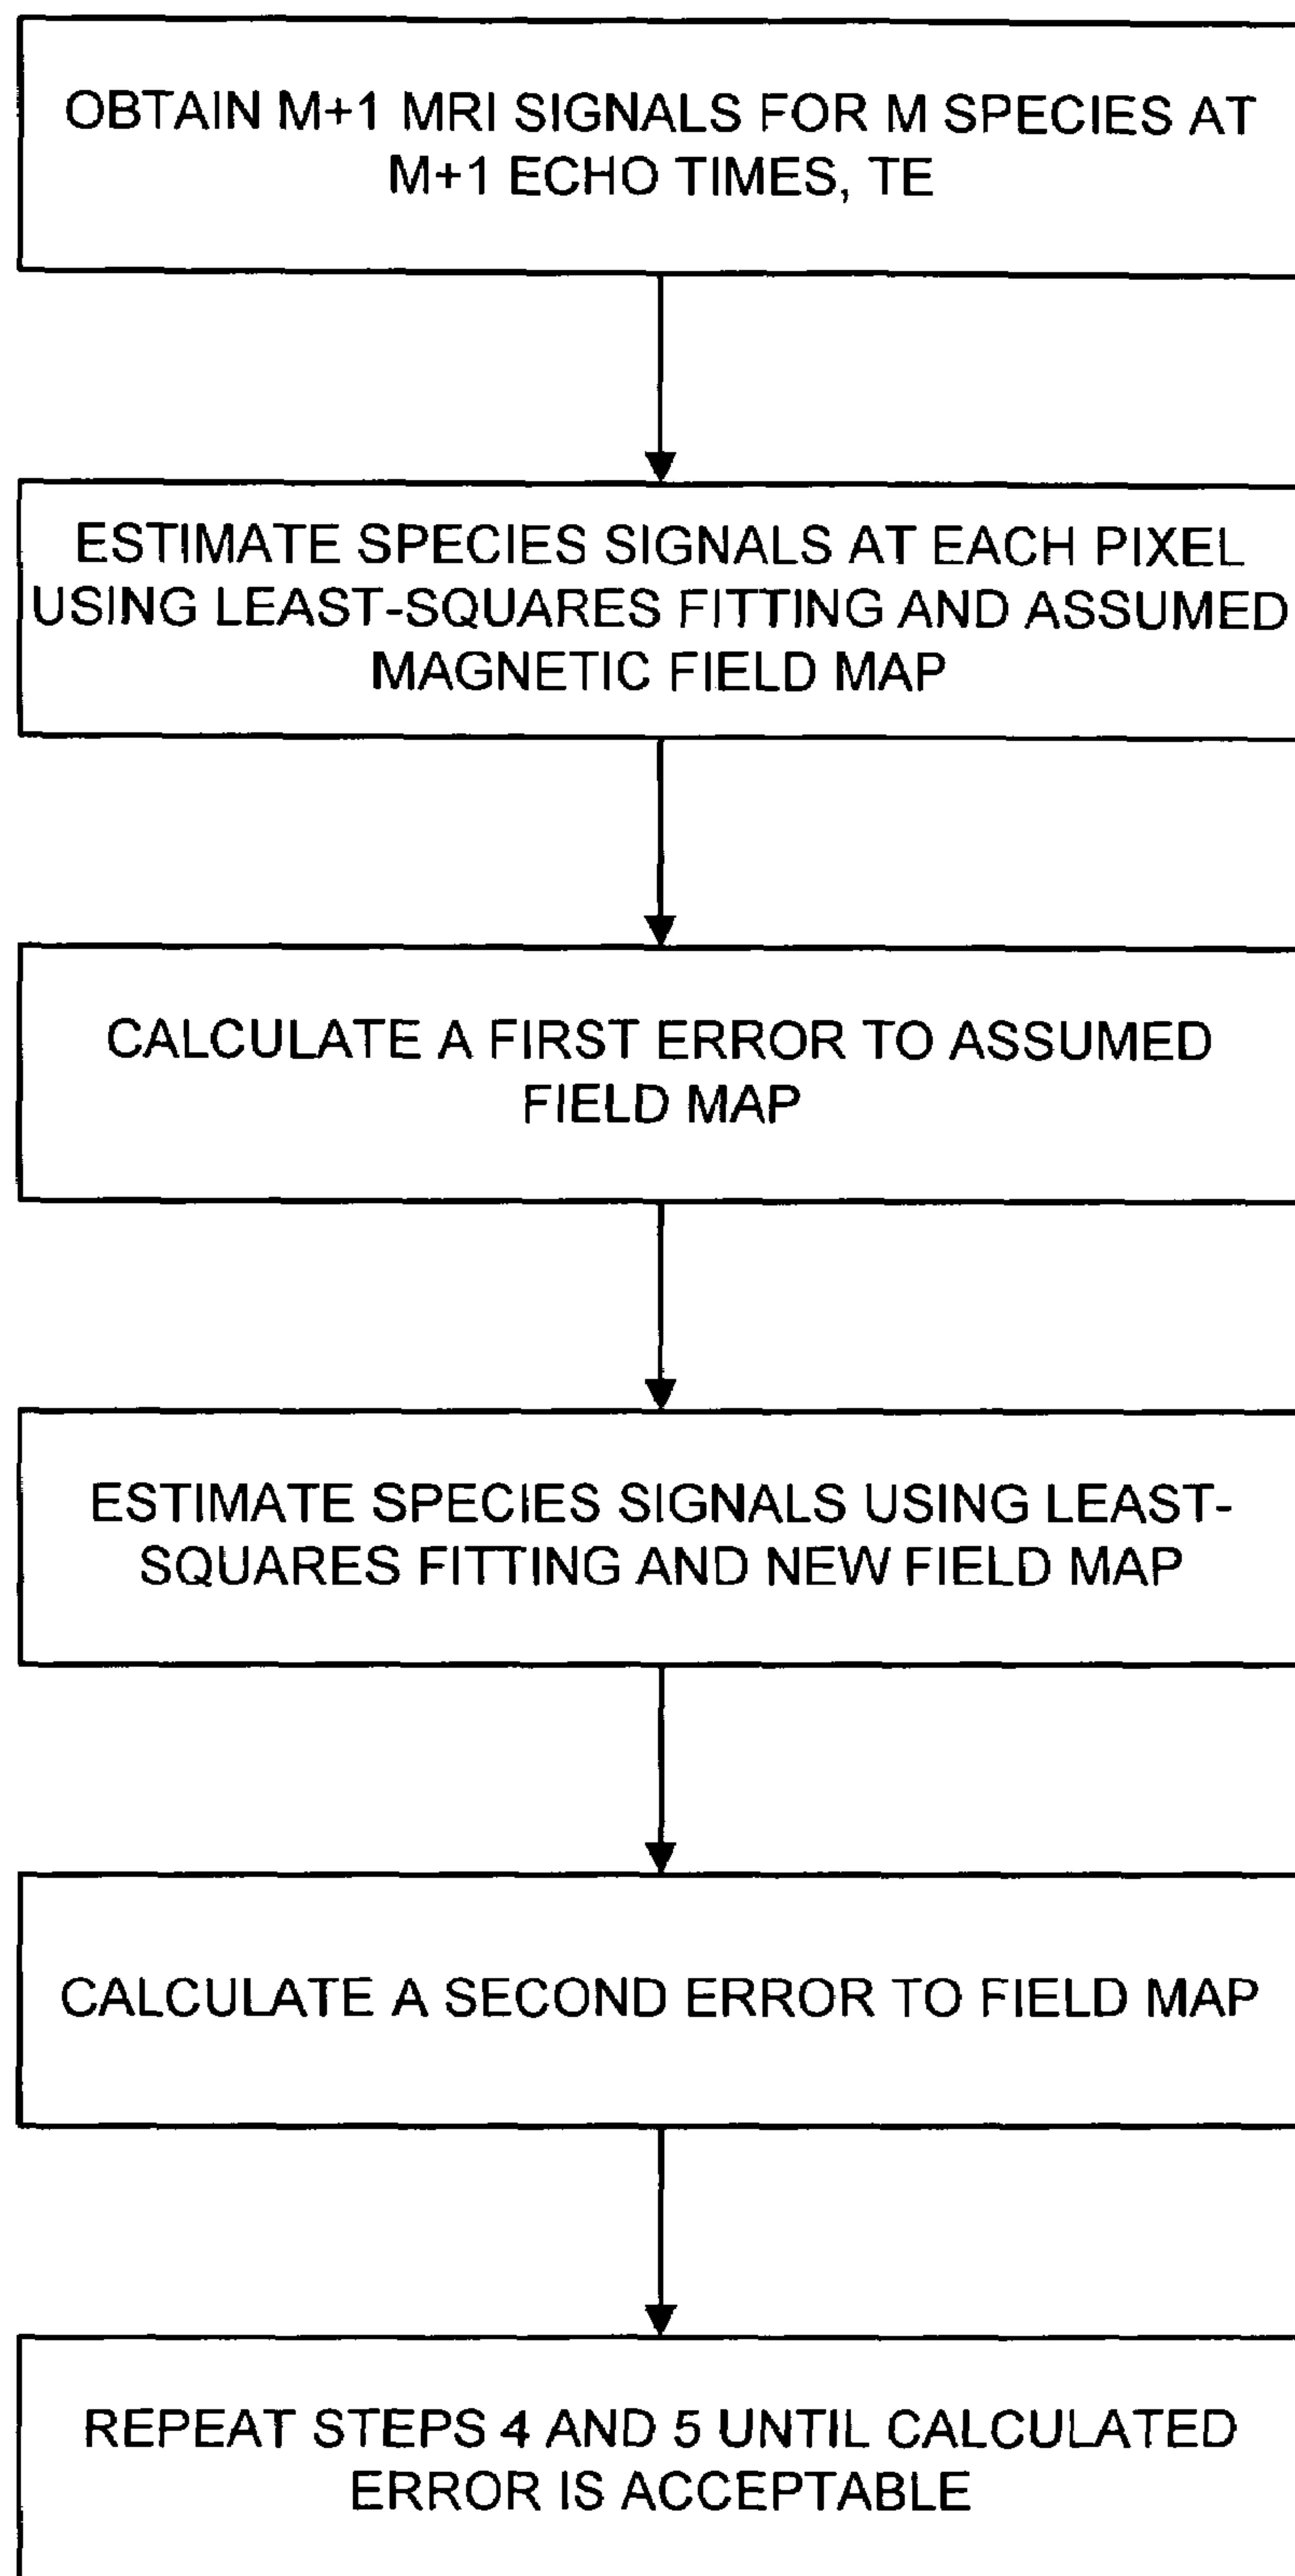 OBTAIN M+1 MRI SIGNALS FOR M SPECIES AT
M+1 ECHO TIMES, TE
ESTIMATE SPECIES SIGNALS AT EACH PIXEL
USING LEAST-SQUARES FITTING AND ASSUMED
MAGNETIC FIELD MAP
CALCULATE A FIRST ERROR TO ASSUMED
FIELD MAP
ESTIMATE SPECIES SIGNALS USING LEAST-
SQUARES FITTING AND NEW FIELD MAP
CALCULATE A SECOND ERROR TO FIELD MAP
REPEAT STEPS 4 AND 5 UNTIL CALCULATED
ERROR IS ACCEPTABLE